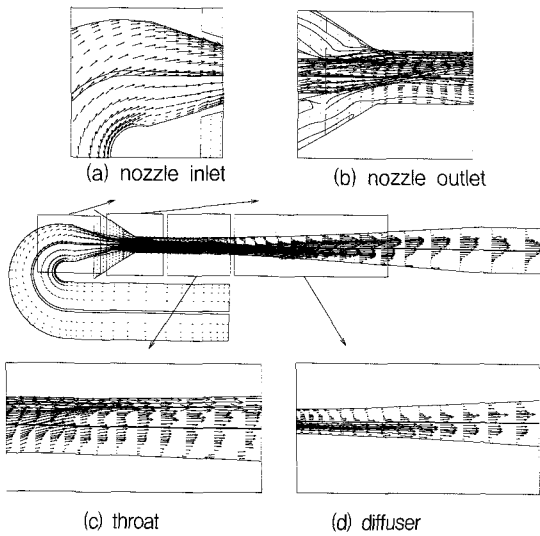 (a) nozzle inlet
(b) nozzle outlet
(c) throat
(d) diffuser